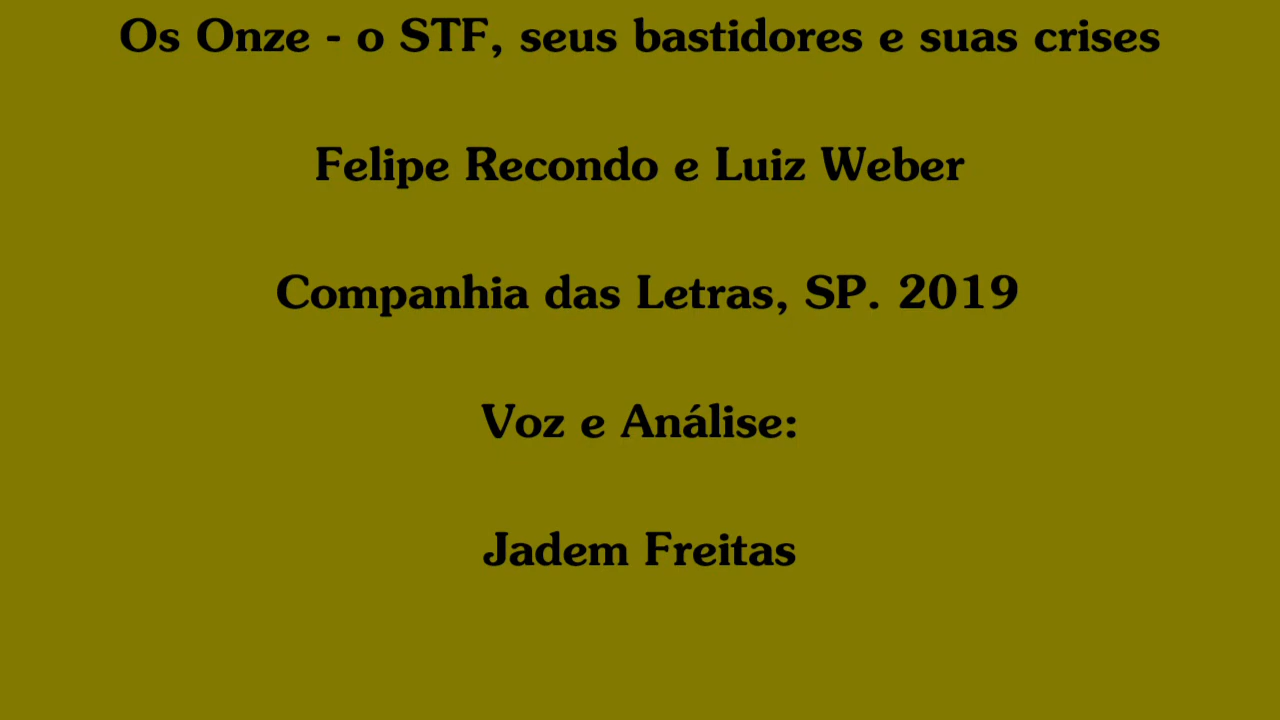 Os Onze - o STF, seus bastidores e suas crises
Felipe Recondo e Luiz Weber
Companhia das Letras, SP. 2019
Voz e Análise:
Jadem Freitas